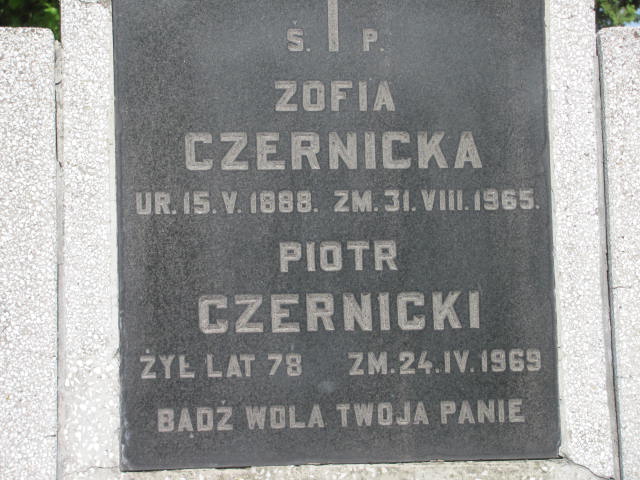 Ś. P.
ZOFIA
CZERNICKA
UR. 15. V. 1888. ZM. 31. VIII. 1965.
PIOTR
CZERNICKI
ŻYŁ LAT 78 ZM. 24. IV. 1969
BĄDŹ WOLA TWOJA PANIE